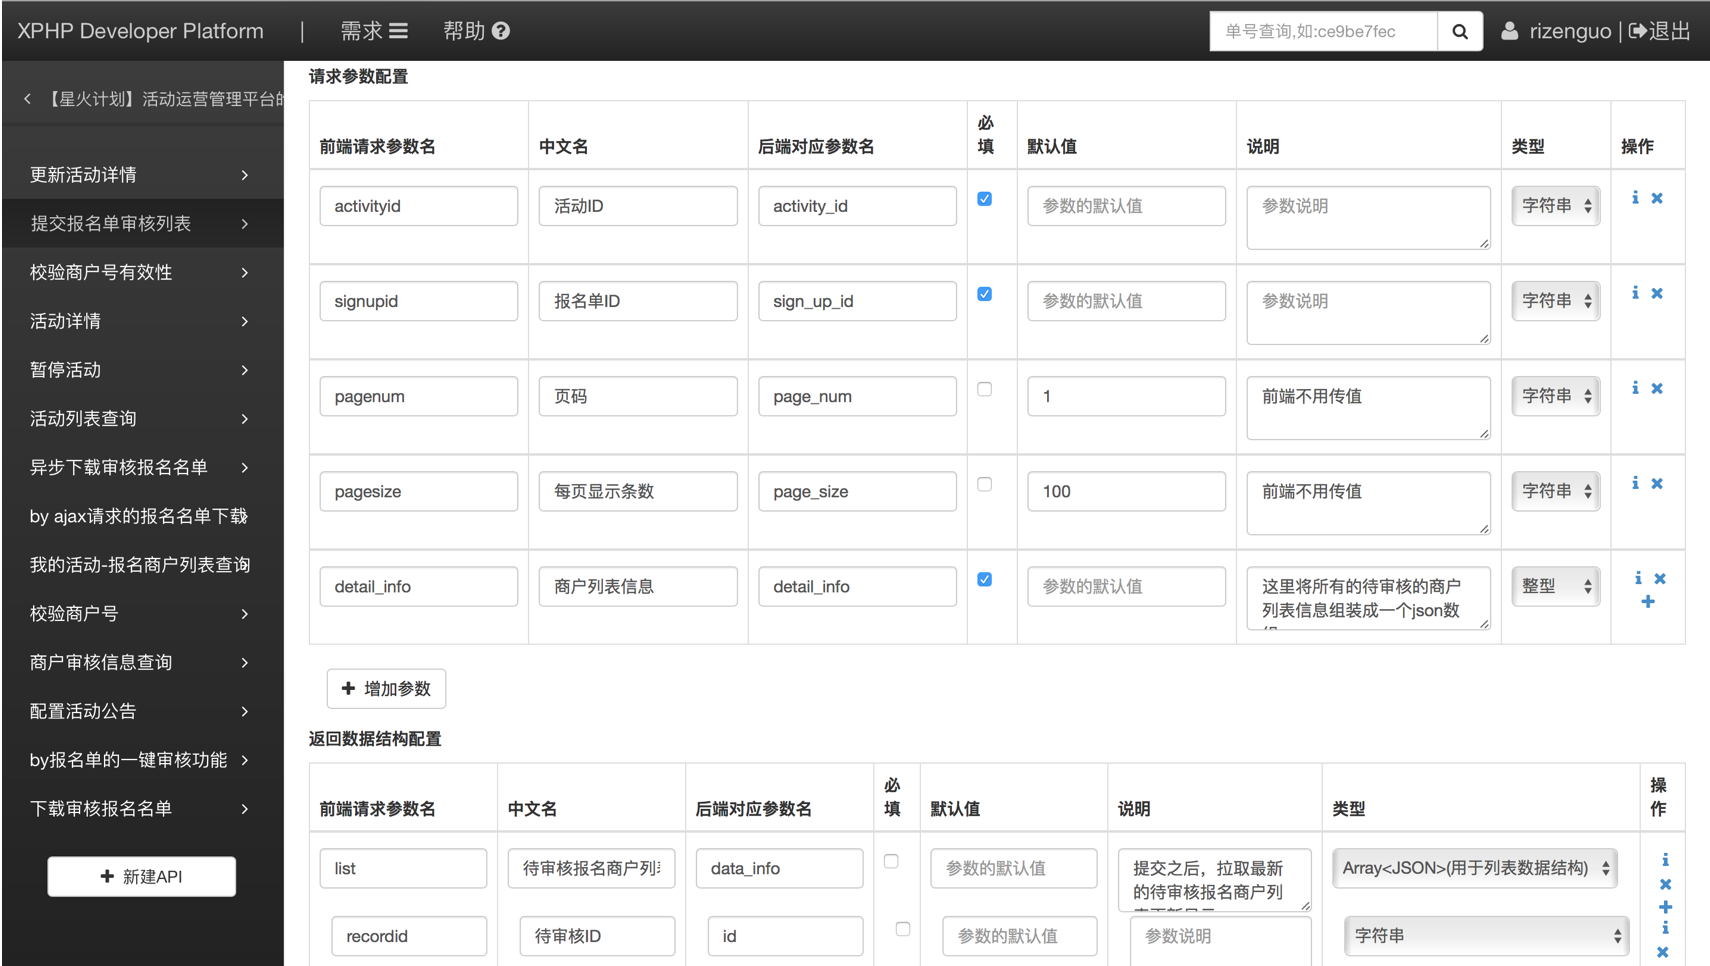 XPHP Developer Platform | 需求 帮助 单号查询,如:ce9be7fec rizenguo | 退出
【星火计划】活动运营管理平台的
更新活动详情
提交报名单审核列表
校验商户号有效性
活动详情
暂停活动
活动列表查询
异步下载审核报名名单
by ajax请求的报名名单下载
我的活动-报名商户列表查询
校验商户号
商户审核信息查询
配置活动公告
by报名单的一键审核功能
下载审核报名名单
新建API
请求参数配置
前端请求参数名 中文名 后端对应参数名 必填 默认值 说明 类型 操作
activityid 活动ID activity_id 参数的默认值 参数说明 字符串
signupid 报名单ID sign_up_id 参数的默认值 参数说明 字符串
pagenum 页码 page_num 1 前端不用传值 字符串
pagesize 每页显示条数 page_size 100 前端不用传值 字符串
detail_info 商户列表信息 detail_info 参数的默认值 这里将所有的待审核的商户 整型
列表信息组装成一个json数
增加参数
返回数据结构配置
前端请求参数名 中文名 后端对应参数名 必填 默认值 说明 类型 操作
list 待审核报名商户列 data_info 参数的默认值 提交之后，拉取最新 Array<JSON>(用于列表数据结构)
的待审核报名商户列
recordid 待审核ID id 参数的默认值 参数说明 字符串